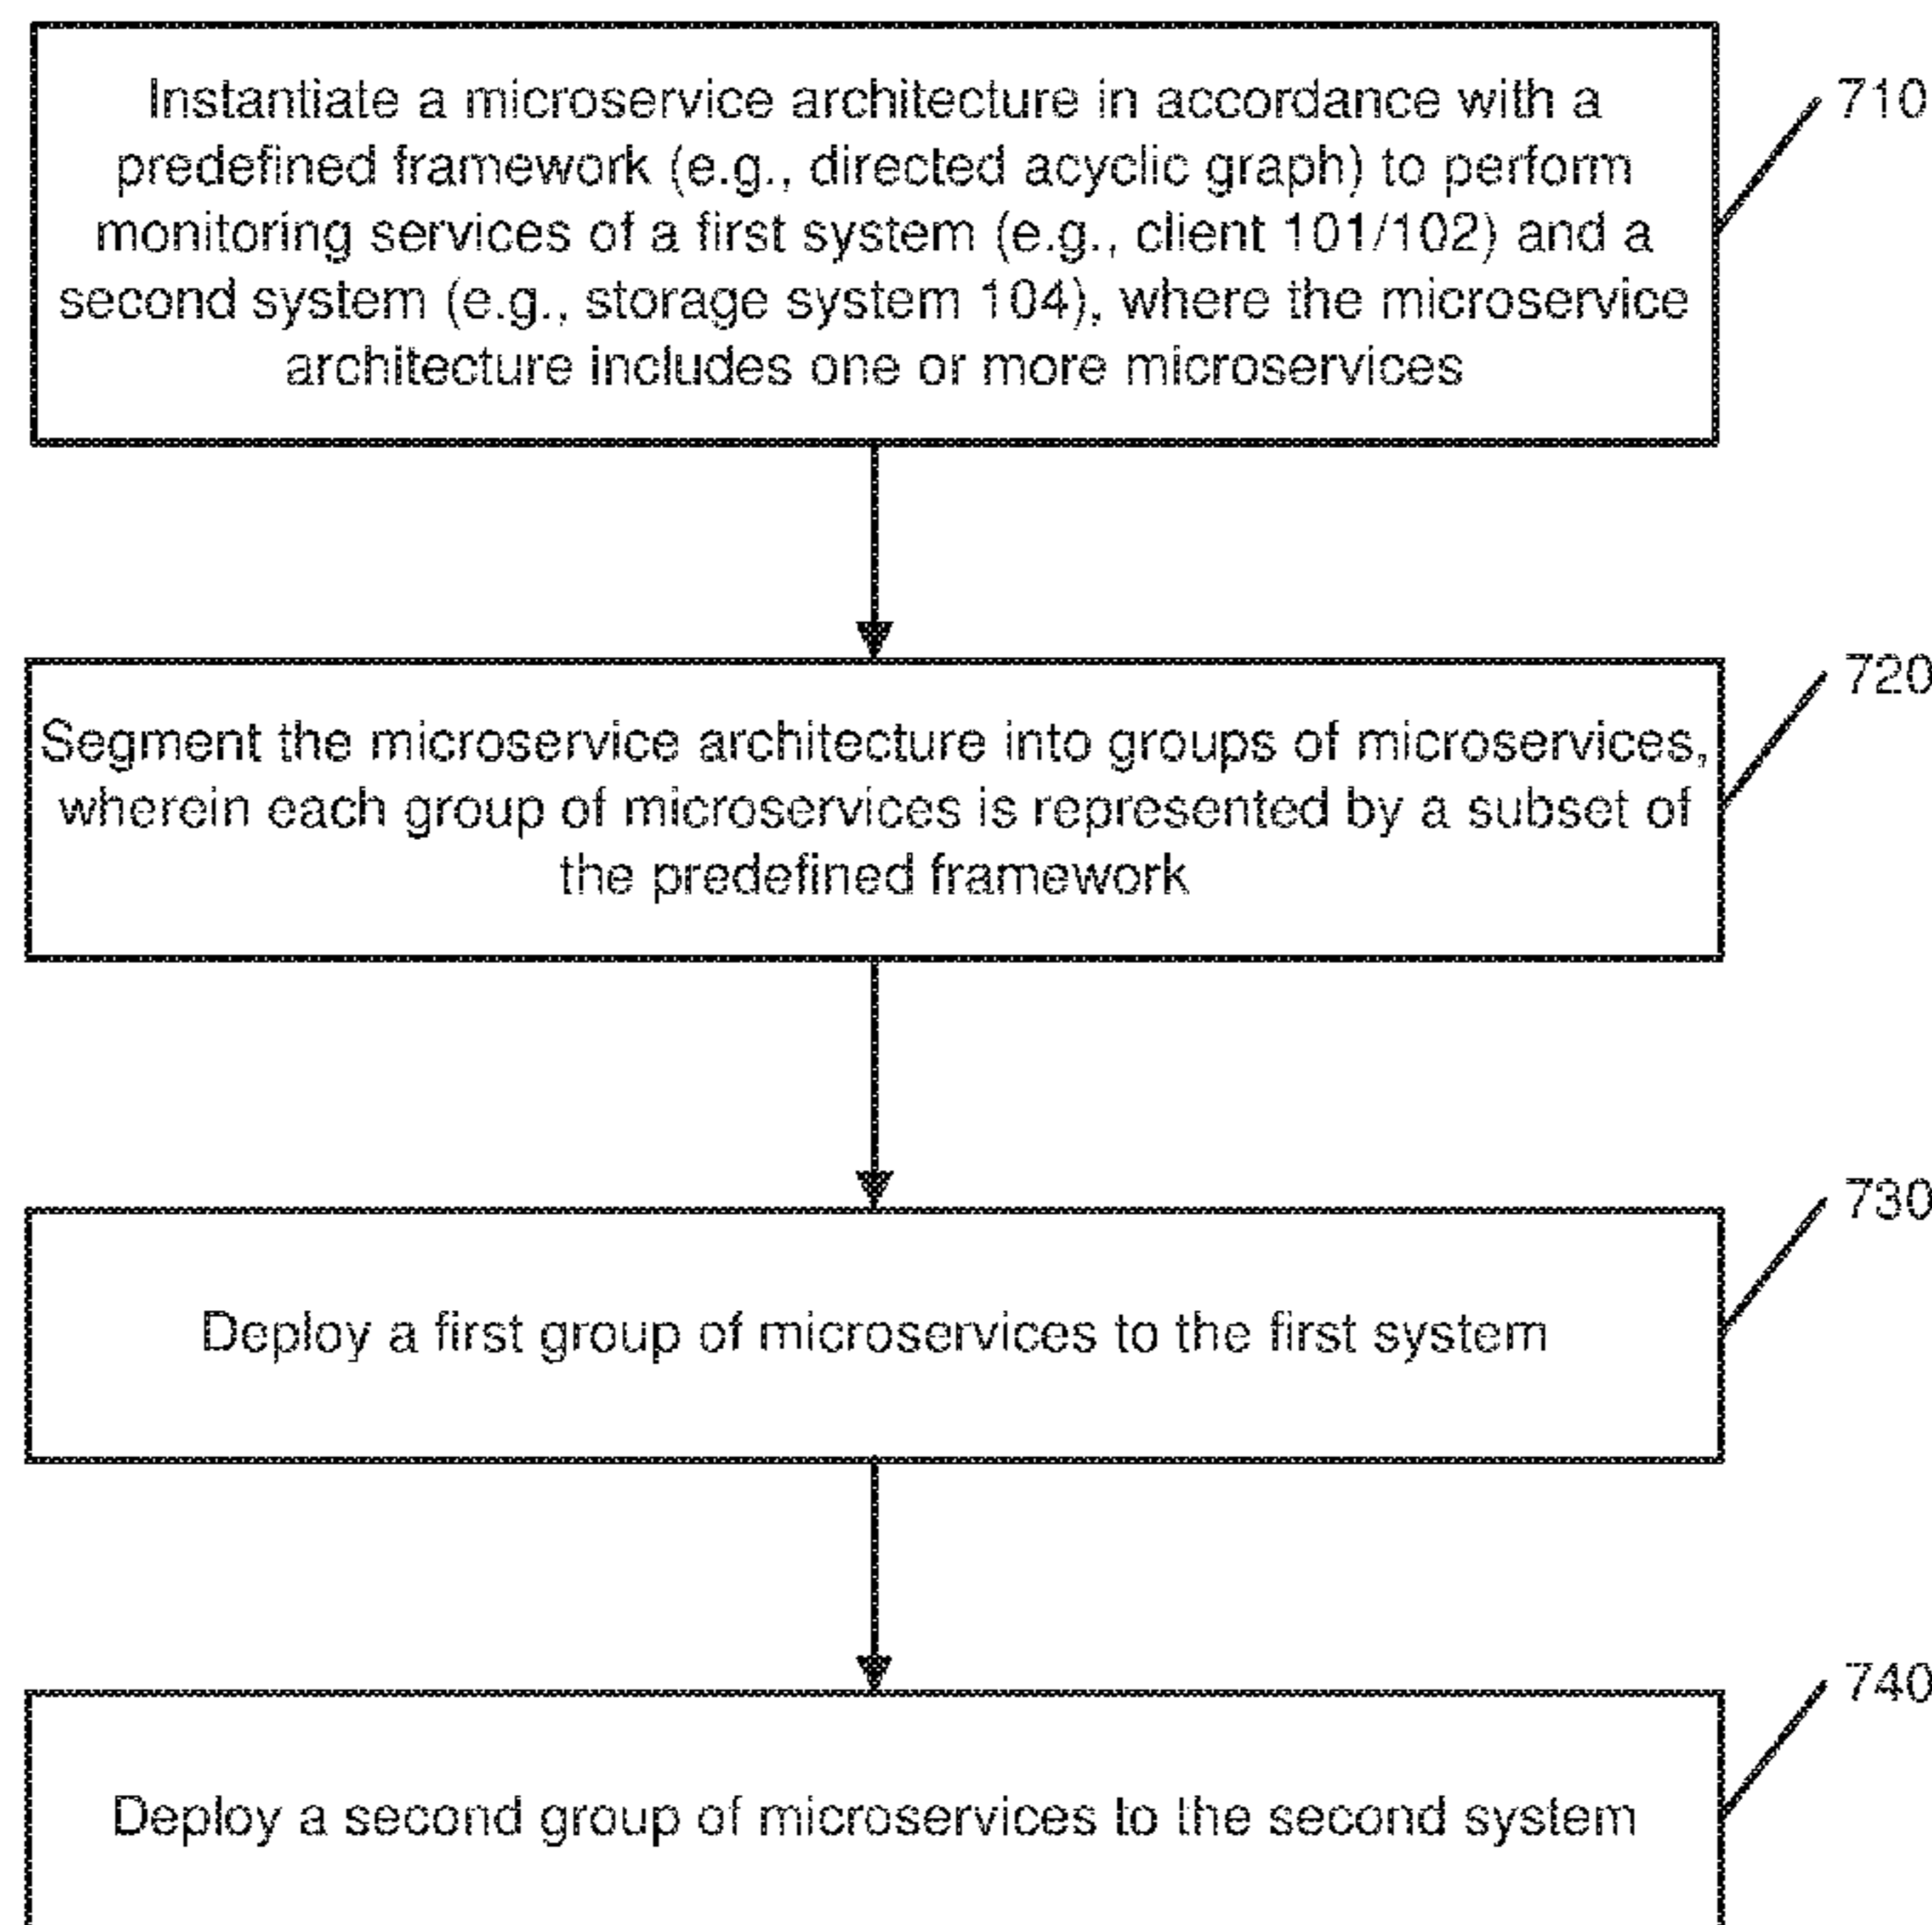 Instantiate a microservice architecture in accordance with a
predefined framework (e.g., directed acyclic graph) to perform
monitoring services of a first system (e.g., client 101/102) and a
second system (e.g., storage system 104), where the microservice
architecture includes one or more microservices
710
Segment the microservice architecture into groups of microservices,
wherein each group of microservices is represented by a subset of
the predefined framework
720
Deploy a first group of microservices to the first system
730
Deploy a second group of microservices to the second system
740